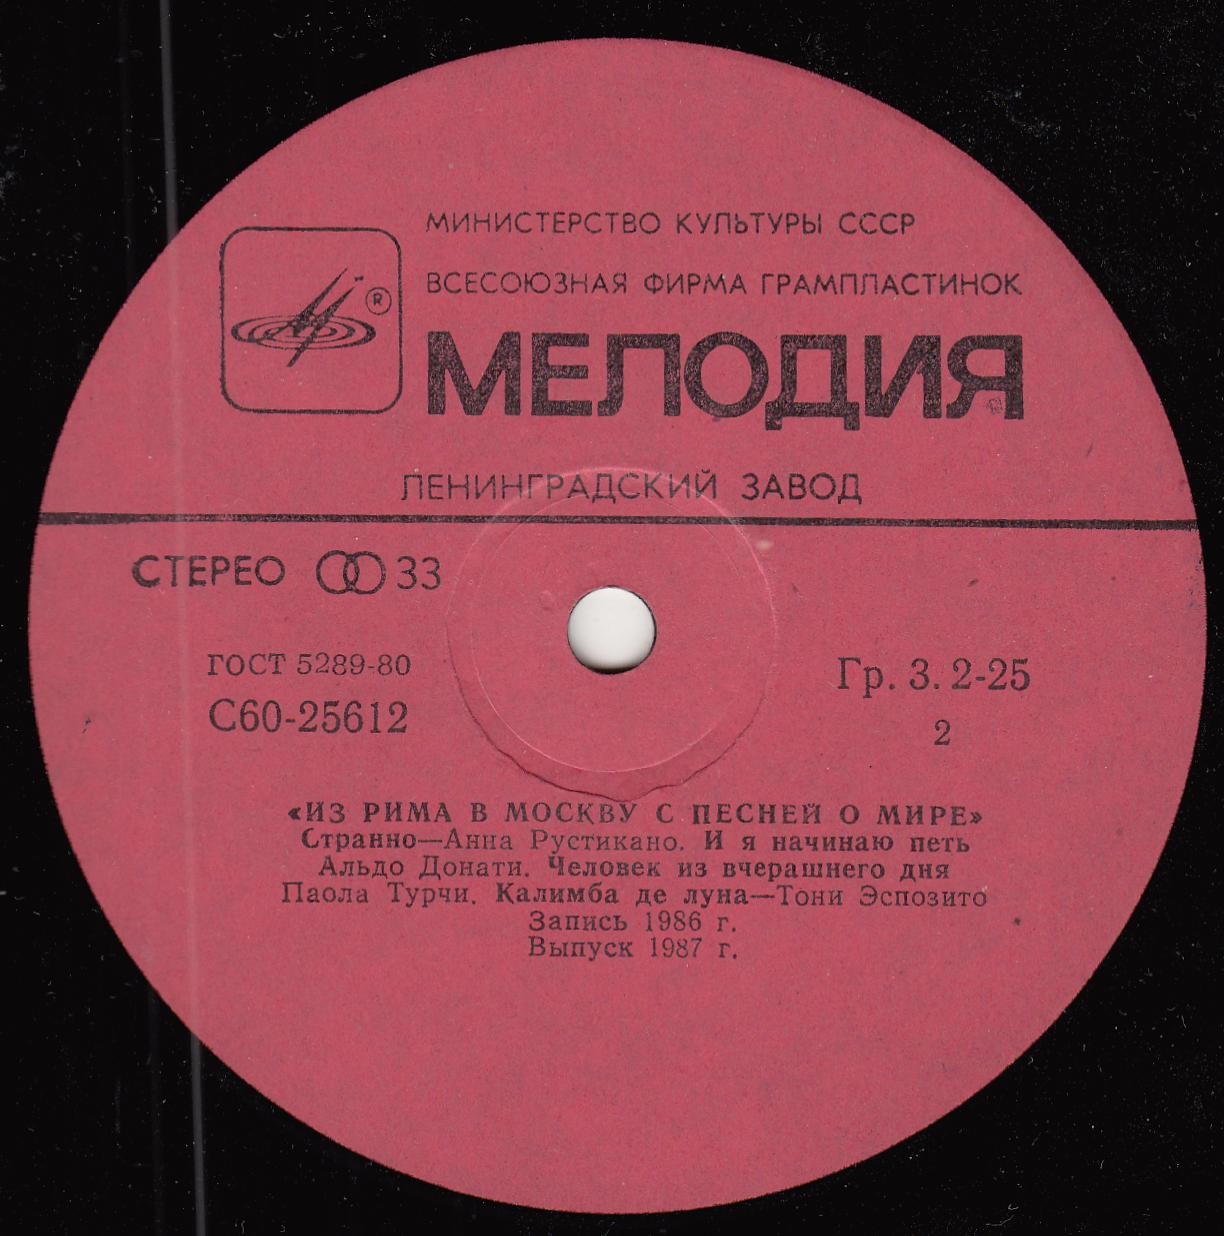 МИНИСТЕРСТВО КУЛЬТУРЫ СССР
ВСЕСОЮЗНАЯ ФИРМА ГРАМПЛАСТИНОК
®
МЕЛОДИЯ
ЛЕНИНГРАДСКИЙ ЗАВОД
СТЕРЕО 33
ГОСТ 5289-80
С60-25612
Гр. 3. 2-25
2
«ИЗ РИМА В МОСКВУ С ПЕСНЕЙ О МИРЕ»
Странно—Анна Рустикано. И я начинаю петь
Альдо Донати. Человек из вчерашнего дня
Паола Турчи. Калимба де луна—Тони Эспозито
Запись 1986 г.
Выпуск 1987 г.